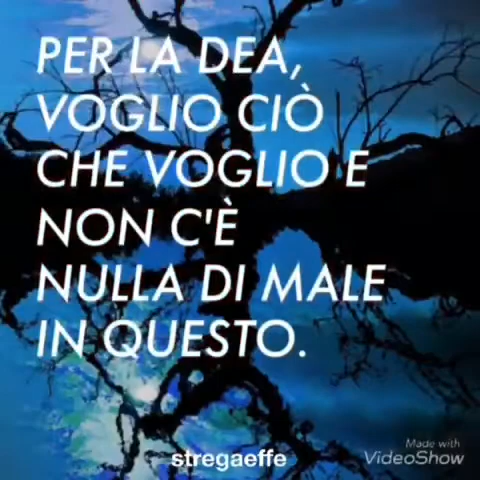 PER LA DEA,
VOGLIO CIÒ
CHE VOGLIO E
NON C'È
NULLA DI MALE
IN QUESTO.
stregaeffe
Made with
VideoShow